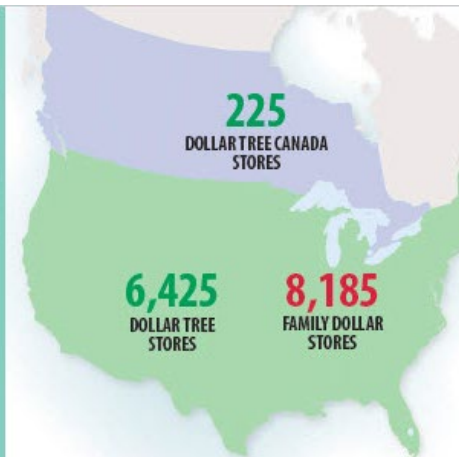 225
DOLLAR TREE CANADA
STORES
6,425
DOLLAR TREE
STORES
8,185
FAMILY DOLLAR
STORES